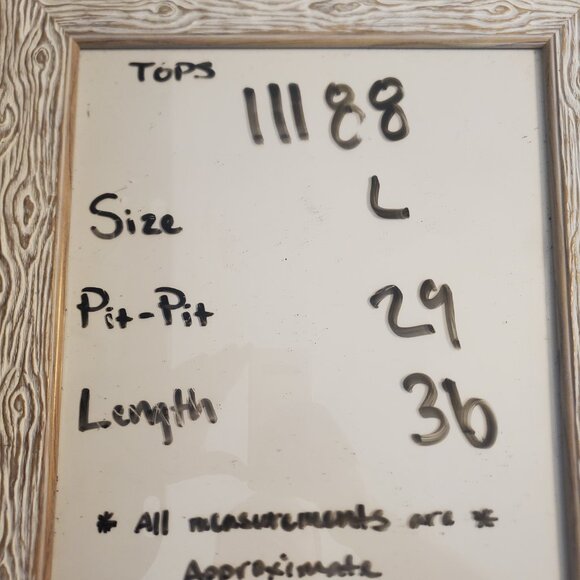 TOPS
11188
Size L
Pit-Pit 29
Length 36
* All measurements are *
Approximate